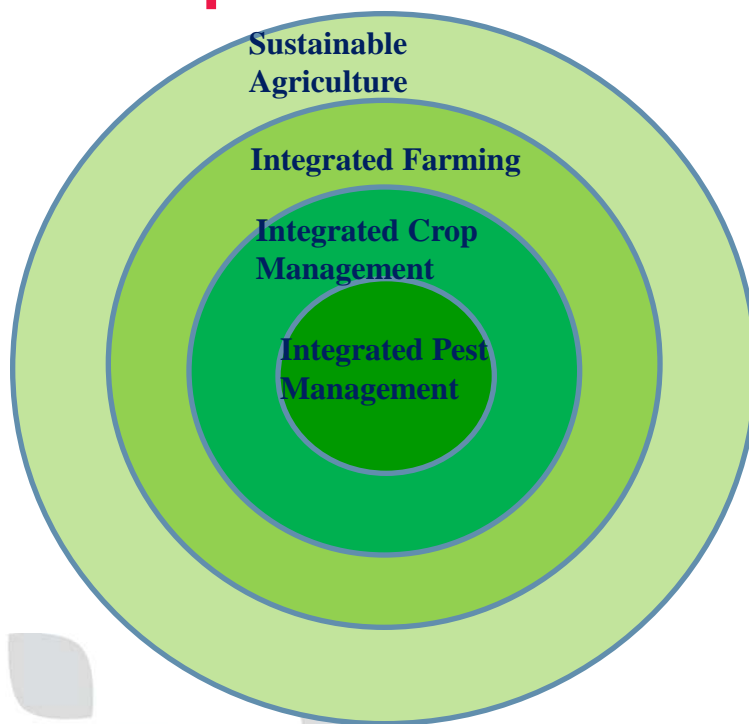 Sustainable
Agriculture
Integrated Farming
Integrated Crop
Management
Integrated Pest
Management